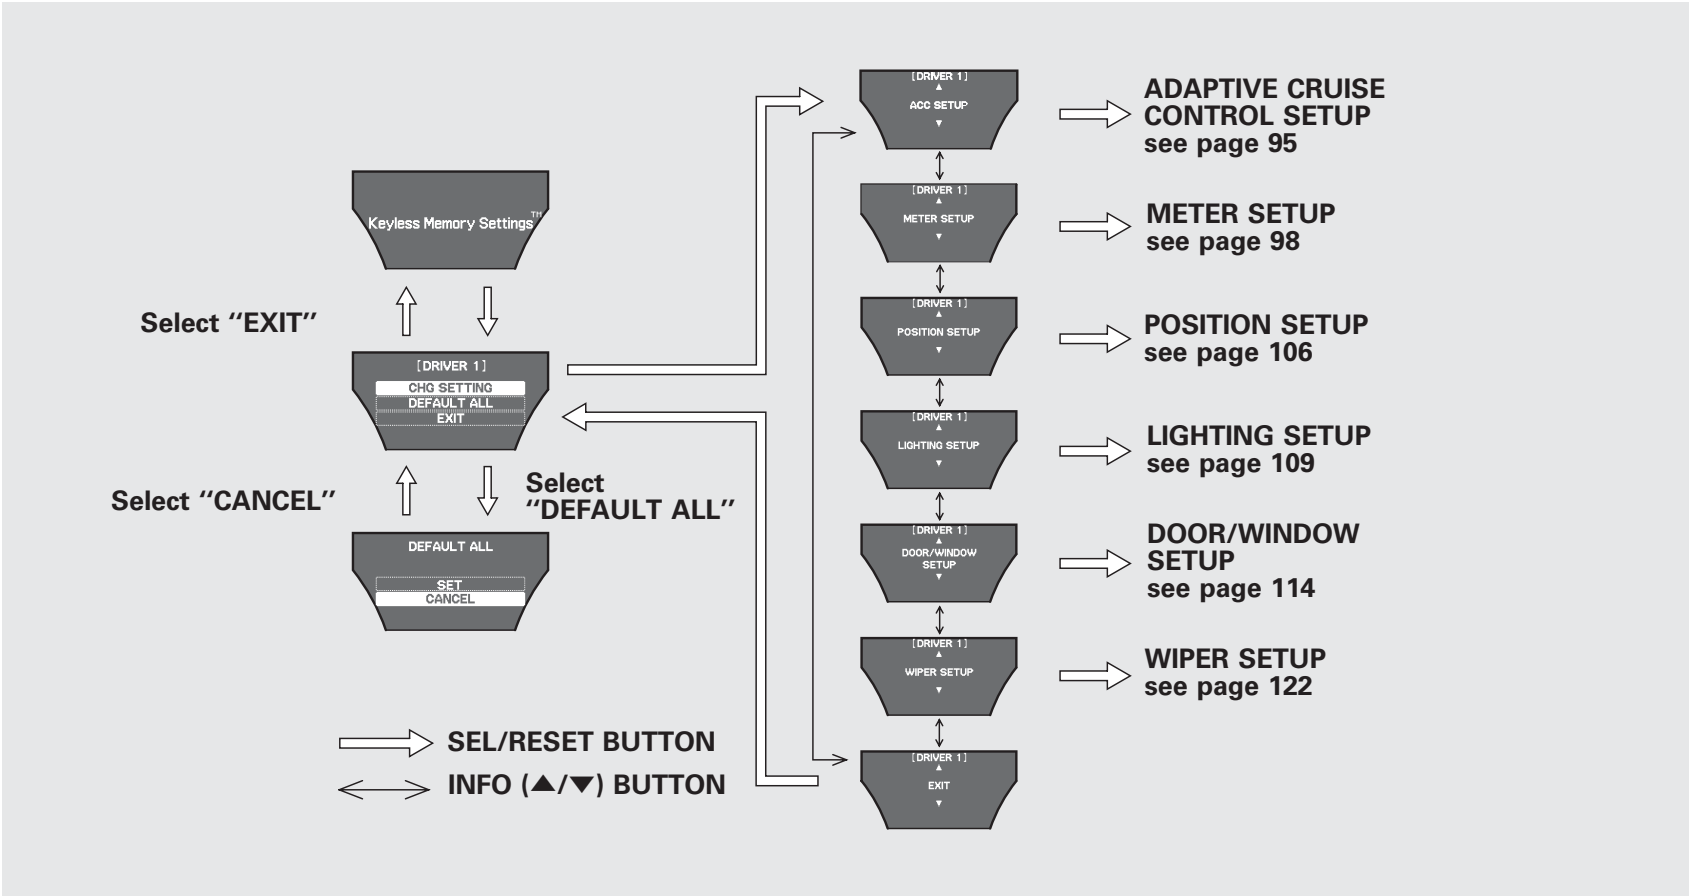 Keyless Memory Settings™
Select “EXIT”
[DRIVER 1]
CHG SETTING
DEFAULT ALL
EXIT
Select “CANCEL”
Select
“DEFAULT ALL”
DEFAULT ALL
SET
CANCEL
SEL/RESET BUTTON
INFO (▲/▼) BUTTON
[DRIVER 1]
▲
ACC SETUP
▼
ADAPTIVE CRUISE
CONTROL SETUP
see page 95
[DRIVER 1]
▲
METER SETUP
▼
METER SETUP
see page 98
[DRIVER 1]
▲
POSITION SETUP
▼
POSITION SETUP
see page 106
[DRIVER 1]
▲
LIGHTING SETUP
▼
LIGHTING SETUP
see page 109
[DRIVER 1]
▲
DOOR/WINDOW
SETUP
▼
DOOR/WINDOW
SETUP
see page 114
[DRIVER 1]
▲
WIPER SETUP
▼
WIPER SETUP
see page 122
[DRIVER 1]
▲
EXIT
▼